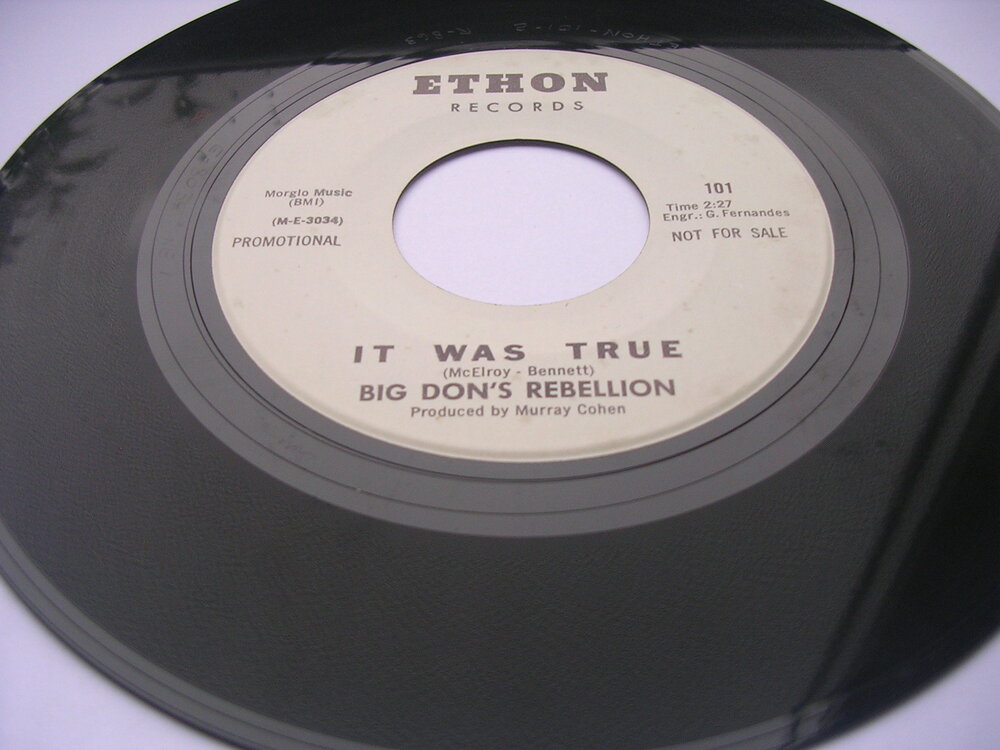 ETHON
RECORDS
Morglo Music
(BMI)
(M-E-3034)
PROMOTIONAL
101
Time 2:27
Engr.: G. Fernandes
NOT FOR SALE
IT WAS TRUE
(McElroy - Bennett)
BIG DON'S REBELLION
Produced by Murray Cohen